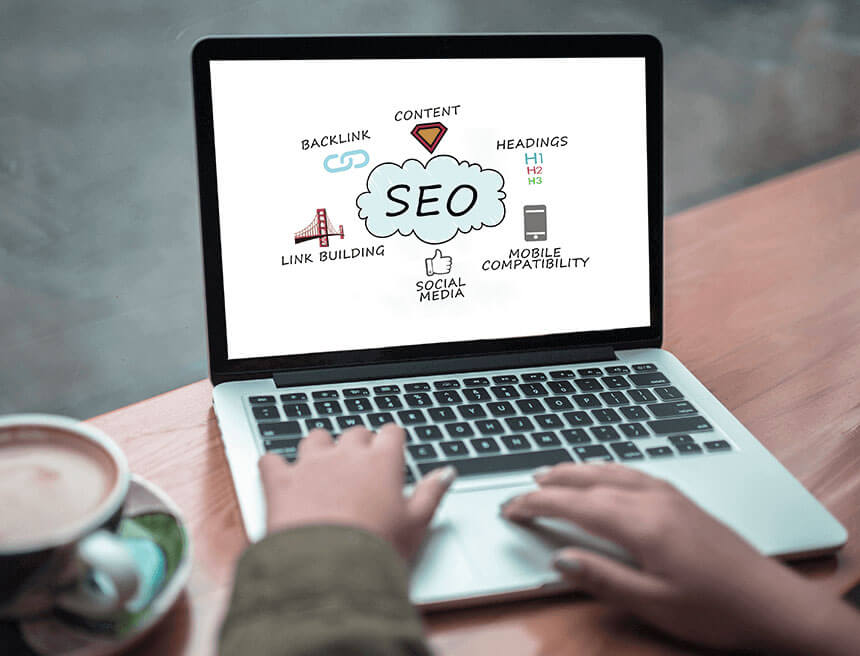 CONTENT
BACKLINK
HEADINGS
H1
H2
H3
SEO
LINK BUILDING
MOBILE
COMPATIBILITY
SOCIAL
MEDIA